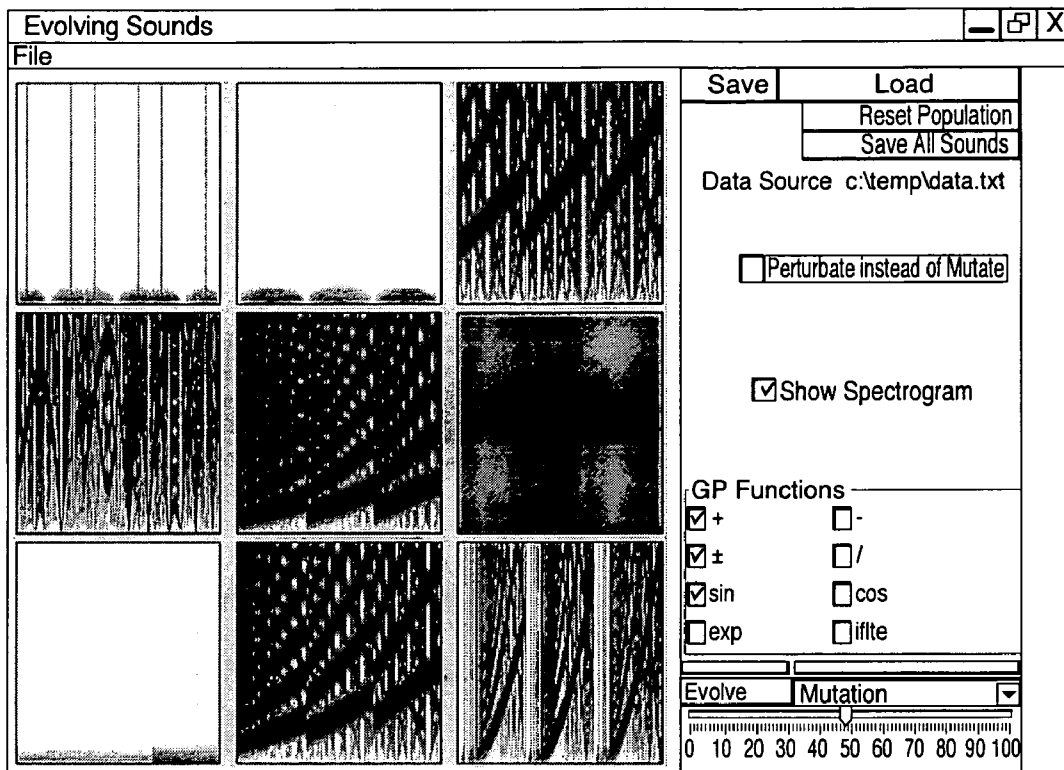 Evolving Sounds X
File
Save Load
Reset Population
Save All Sounds
Data Source c:\temp\data.txt
Perturbate instead of Mutate
Show Spectrogram
GP Functions
+ -
± /
sin cos
exp iflte
Evolve Mutation
0 10 20 30 40 50 60 70 80 90 100